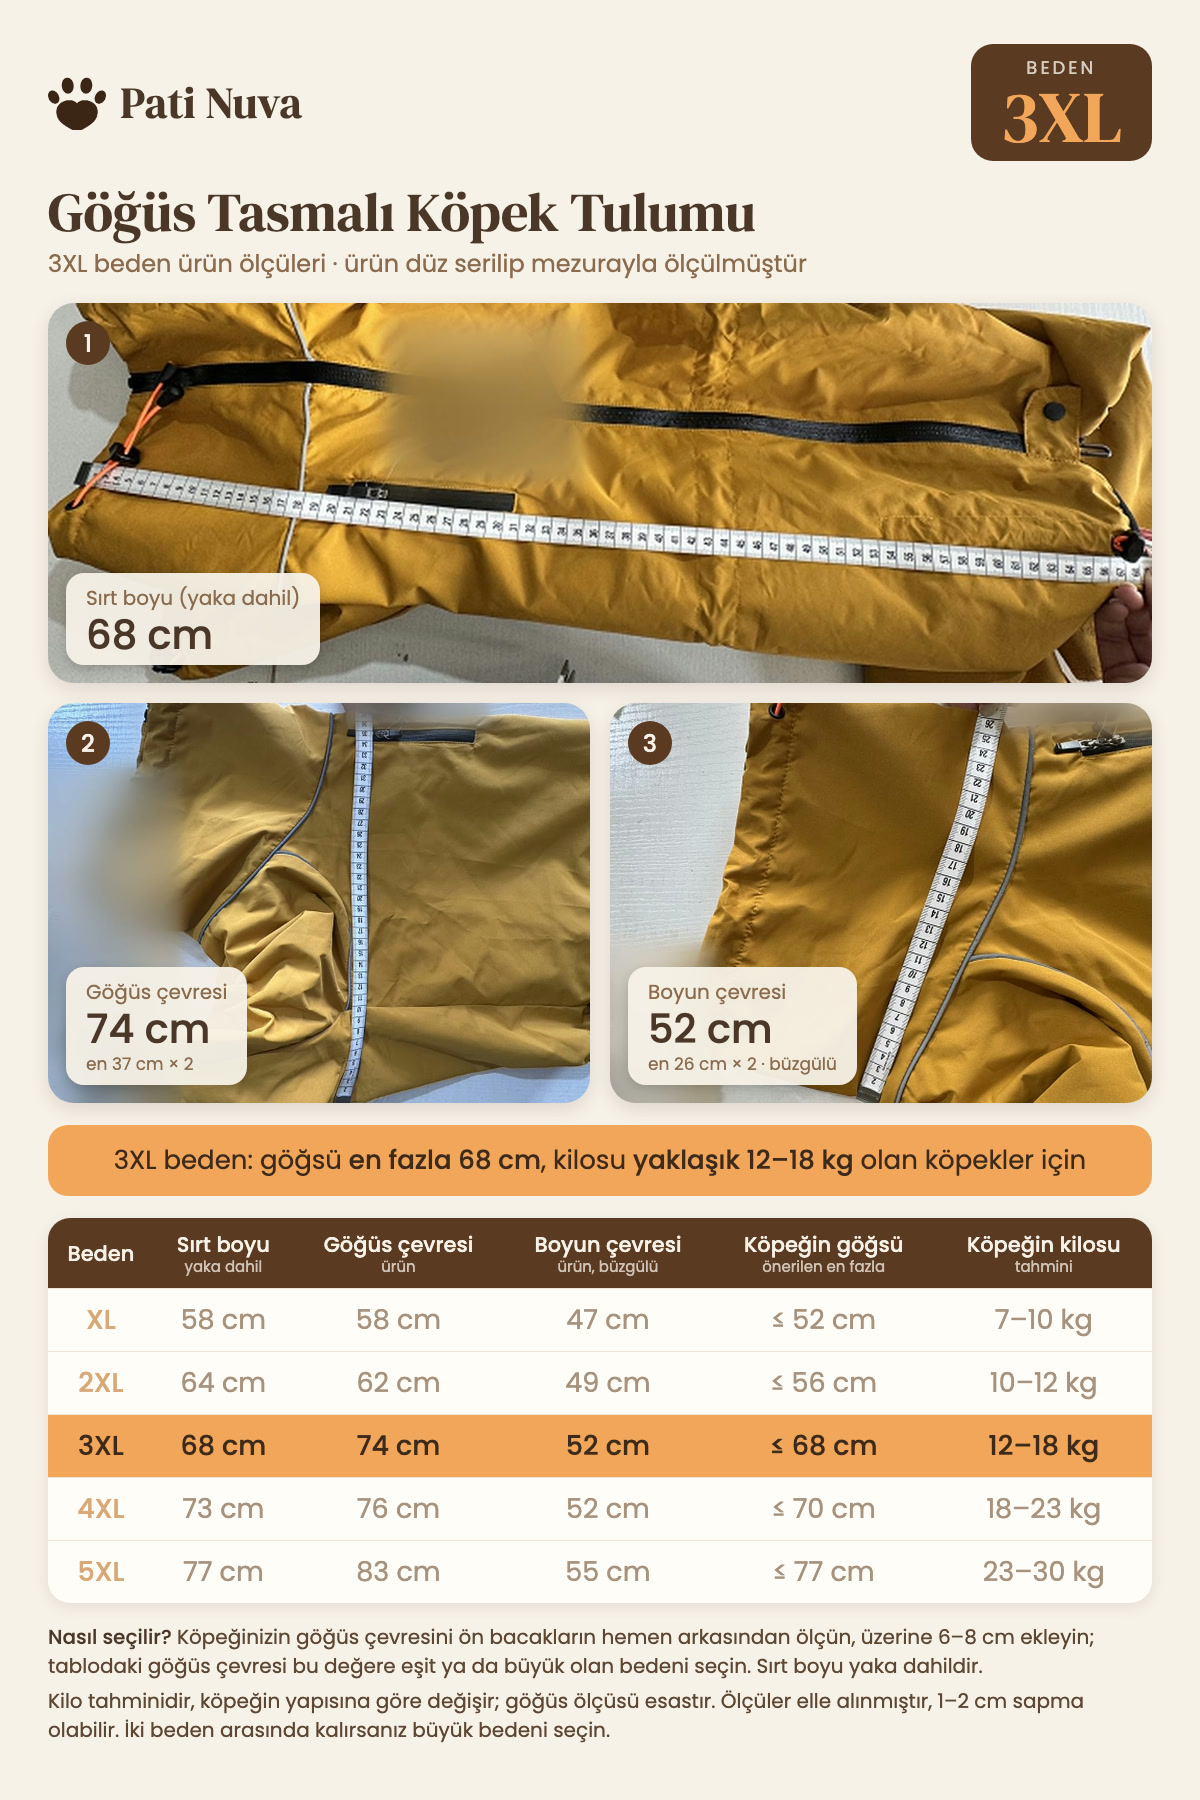 Pati Nuva
BEDEN
3XL
Göğüs Tasmalı Köpek Tulumu
3XL beden ürün ölçüleri · ürün düz serilip mezurayla ölçülmüştür
1
Sırt boyu (yaka dahil)
68 cm
2
Göğüs çevresi
74 cm
en 37 cm × 2
3
Boyun çevresi
52 cm
en 26 cm × 2 · büzgülü
3XL beden: göğsü en fazla 68 cm, kilosu yaklaşık 12–18 kg olan köpekler için
Beden Sırt boyu Göğüs çevresi Boyun çevresi Köpeğin göğsü Köpeğin kilosu
yaka dahil ürün ürün, büzgülü önerilen en fazla tahmini
XL 58 cm 58 cm 47 cm ≤ 52 cm 7–10 kg
2XL 64 cm 62 cm 49 cm ≤ 56 cm 10–12 kg
3XL 68 cm 74 cm 52 cm ≤ 68 cm 12–18 kg
4XL 73 cm 76 cm 52 cm ≤ 70 cm 18–23 kg
5XL 77 cm 83 cm 55 cm ≤ 77 cm 23–30 kg
Nasıl seçilir? Köpeğinizin göğüs çevresini ön bacakların hemen arkasından ölçün, üzerine 6–8 cm ekleyin;
tablodaki göğüs çevresi bu değere eşit ya da büyük olan bedeni seçin. Sırt boyu yaka dahildir.
Kilo tahminidir, köpeğin yapısına göre değişir; göğüs ölçüsü esastır. Ölçüler elle alınmıştır, 1–2 cm sapma
olabilir. İki beden arasında kalırsanız büyük bedeni seçin.